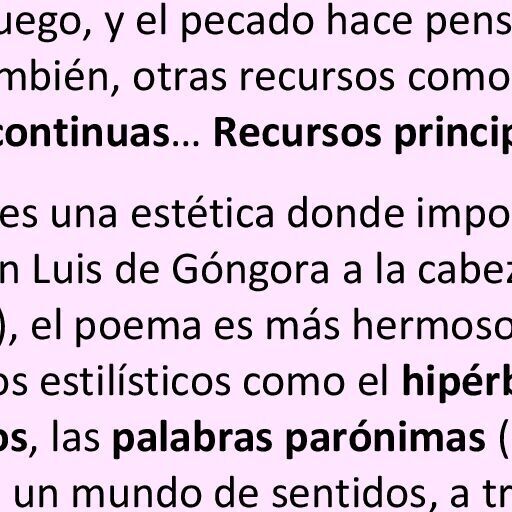 uego, y el pecado hace pens
mbién, otras recursos como
continuas… Recursos princip
es una estética donde impo
n Luis de Góngora a la cabez
), el poema es más hermoso
os estilísticos como el hipérb
os, las palabras parónimas (
un mundo de sentidos, a tr